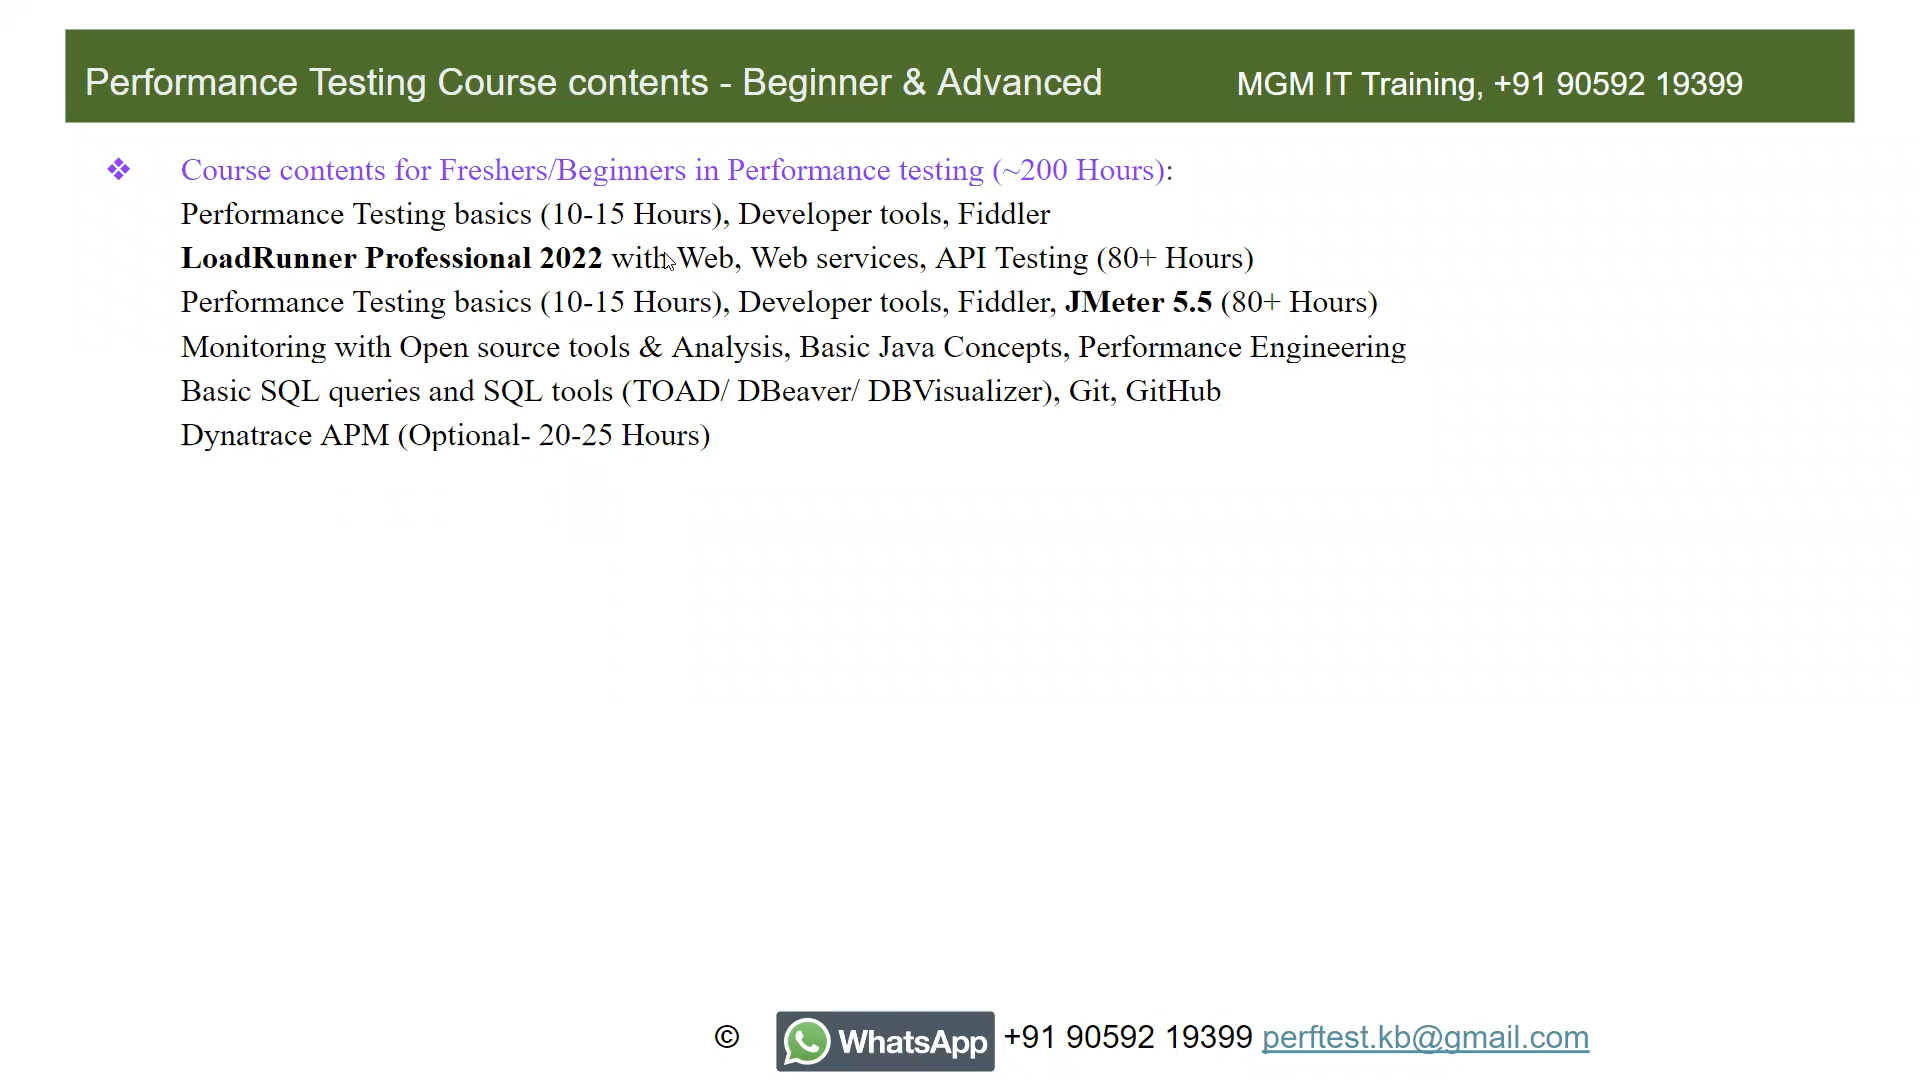 Performance Testing Course contents - Beginner & Advanced MGM IT Training, +91 90592 19399
❖ Course contents for Freshers/Beginners in Performance testing (~200 Hours):
Performance Testing basics (10-15 Hours), Developer tools, Fiddler
LoadRunner Professional 2022 with Web, Web services, API Testing (80+ Hours)
Performance Testing basics (10-15 Hours), Developer tools, Fiddler, JMeter 5.5 (80+ Hours)
Monitoring with Open source tools & Analysis, Basic Java Concepts, Performance Engineering
Basic SQL queries and SQL tools (TOAD/ DBeaver/ DBVisualizer), Git, GitHub
Dynatrace APM (Optional- 20-25 Hours)
© WhatsApp +91 90592 19399 perftest.kb@gmail.com